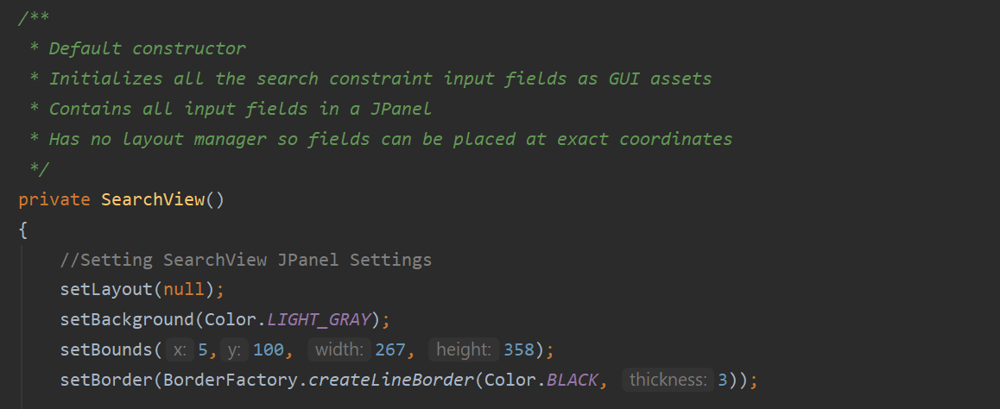 /**
* Default constructor
* Initializes all the search constraint input fields as GUI assets
* Contains all input fields in a JPanel
* Has no layout manager so fields can be placed at exact coordinates
*/
private SearchView()
{
//Setting SearchView JPanel Settings
setLayout(null);
setBackground(Color.LIGHT_GRAY);
setBounds( x: 5, y: 100, width: 267, height: 358);
setBorder(BorderFactory.createLineBorder(Color.BLACK, thickness: 3));